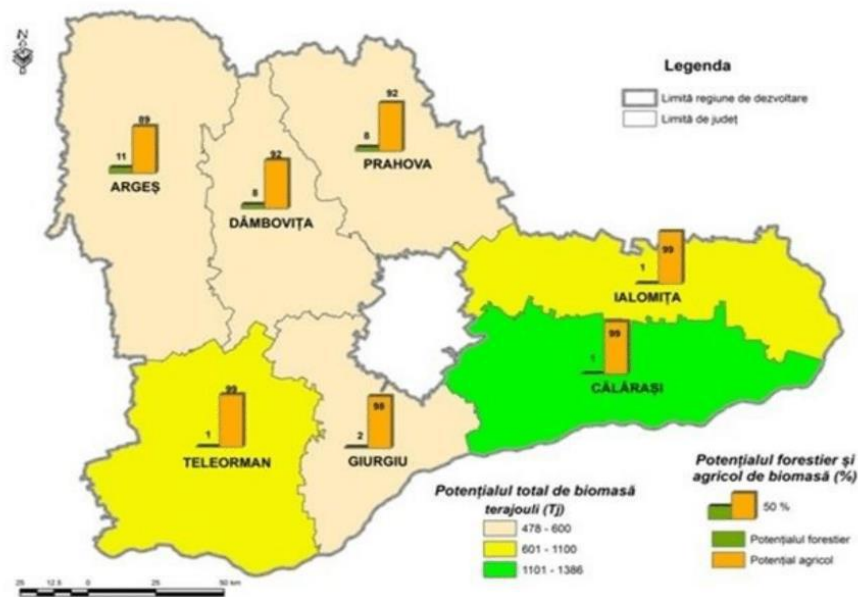 Legenda
Limită regiune de dezvoltare
Limită de județ
89
11
ARGEȘ
92
8
DÂMBOVIȚA
92
8
PRAHOVA
99
1
IALOMIȚA
99
1
CĂLĂRAȘI
99
1
TELEORMAN
98
2
GIURGIU
Potențialul total de biomasă
terajouli (Tj)
478 - 600
601 - 1100
1101 - 1386
Potențialul forestier și
agricol de biomasă (%)
50 %
Potențialul forestier
Potențial agricol
25 12.5 0 25 50 km